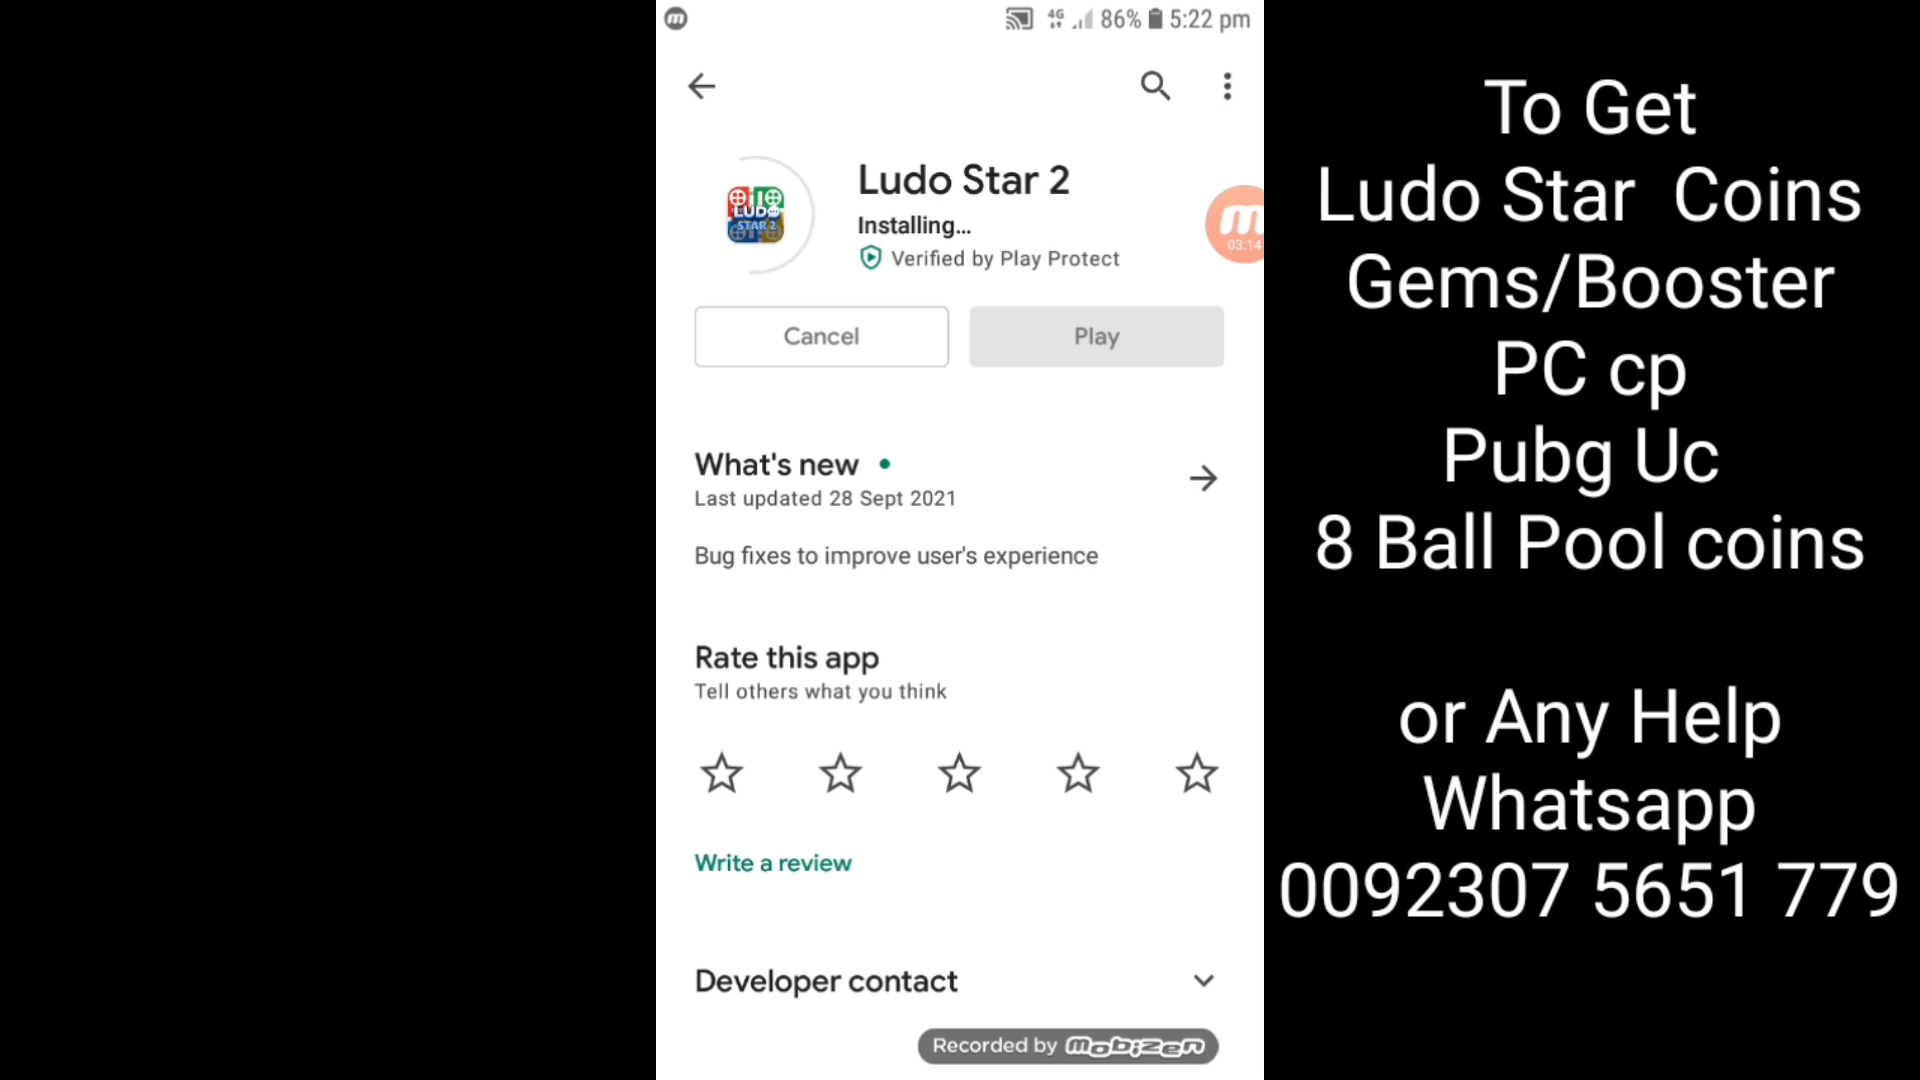 86% 5:22 pm
Ludo Star 2
Installing...
Verified by Play Protect
03:14
LUDO
STAR 2
Cancel
Play
What's new
Last updated 28 Sept 2021
Bug fixes to improve user's experience
Rate this app
Tell others what you think
Write a review
Developer contact
Recorded by mobizen
To Get
Ludo Star Coins
Gems/Booster
PC cp
Pubg Uc
8 Ball Pool coins
or Any Help
Whatsapp
0092307 5651 779